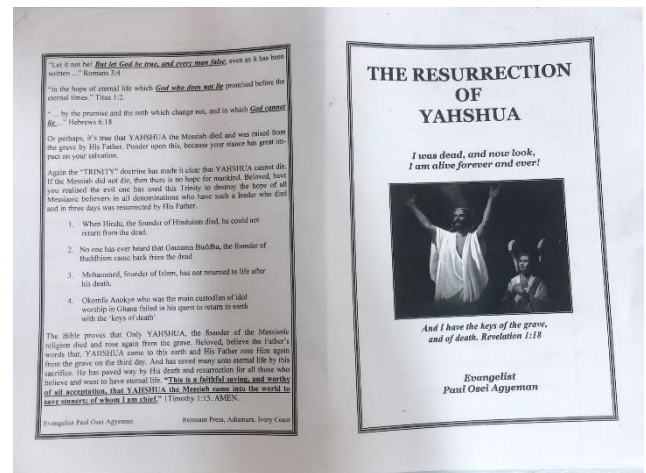 "Let it not be! But let God be true, and every man false, even as it has been
written ..." Romans 3:4
"in the hope of eternal life which God who does not lie promised before the
eternal times." Titus 1:2.
" ... by the promise and the oath which change not, and in which God cannot
lie ..." Hebrews 6:18
Or perhaps, it's true that YAHSHUA the Messiah died and was raised from
the grave by His Father. Ponder upon this, because your stance has great im-
pact on your salvation.
Again the "TRINITY" doctrine has made it clear that YAHSHUA cannot die.
If the Messiah did not die, then there is no hope for mankind. Beloved, have
you realised the evil one has used this Trinity to destroy the hope of all
Messianic believers in all denominations who have such a leader who died
and in three days was resurrected by His Father.
1. When Hindu, the founder of Hinduism died, he could not
return from the dead.
2. No one has ever heard that Gautama Buddha, the founder of
Buddhism came back from the dead
3. Mohammed, founder of Islam, has not returned to life after
his death.
4. Okomfo Anokye who was the main custodian of idol
worship in Ghana failed in his quest to return to earth
with the 'keys of death'
The Bible proves that Only YAHSHUA, the founder of the Messianic
religion died and rose again from the grave. Beloved, believe the Father's
words that, YAHSHUA came to this earth and His Father rose Him again
from the grave on the third day. And has saved many unto eternal life by this
sacrifice. He has paved way by His death and resurrection for all those who
believe and want to have eternal life. "This is a faithful saying, and worthy
of all acceptation, that YAHSHUA the Messiah came into the world to
save sinners; of whom I am chief." 1Timothy 1:15. AMEN.
Evangelist Paul Osei Agyeman Remnant Press, Adiamara. Ivory Coast
THE RESURRECTION
OF
YAHSHUA
I was dead, and now look,
I am alive forever and ever!
And I have the keys of the grave,
and of death. Revelation 1:18
Evangelist
Paul Osei Agyeman